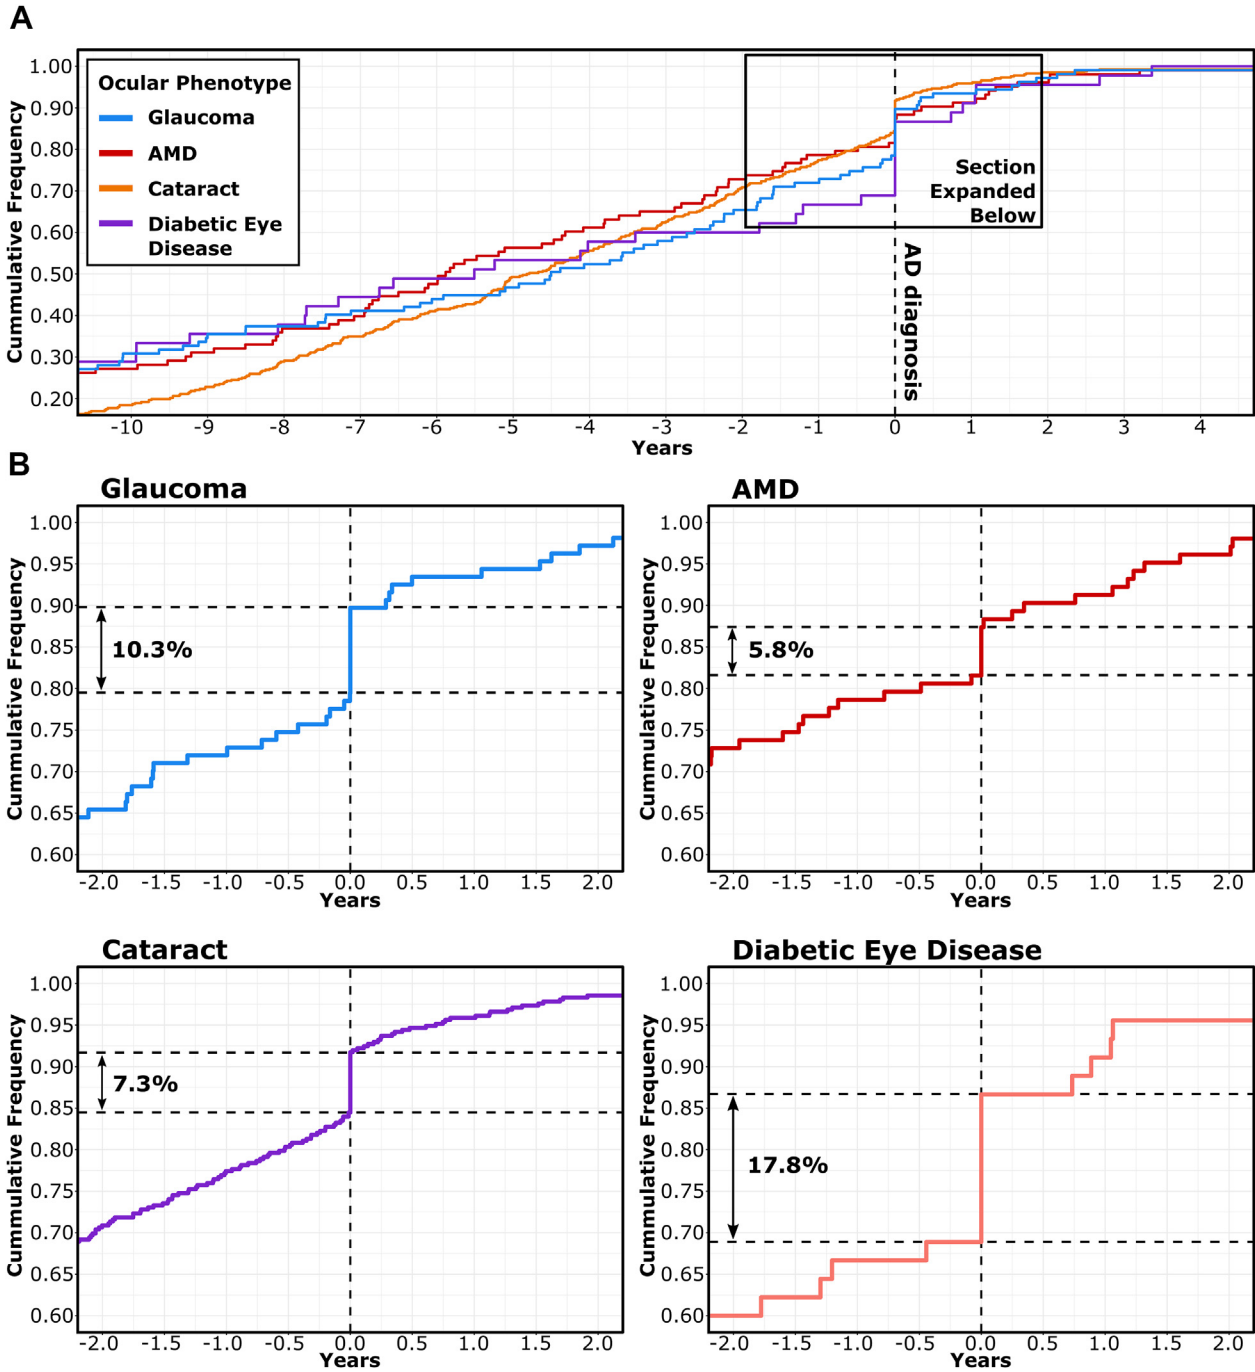 A
Cummulative Frequency
1.00
0.90
0.80
0.70
0.60
0.50
0.40
0.30
0.20
Ocular Phenotype
Glaucoma
AMD
Cataract
Diabetic Eye
Disease
Section
Expanded
Below
AD diagnosis
-10 -9 -8 -7 -6 -5 -4 -3 -2 -1 0 1 2 3 4
Years
B
Glaucoma
Cummulative Frequency
1.00
0.95
0.90
0.85
0.80
0.75
0.70
0.65
0.60
10.3%
-2.0 -1.5 -1.0 -0.5 0.0 0.5 1.0 1.5 2.0
Years
AMD
Cummulative Frequency
1.00
0.95
0.90
0.85
0.80
0.75
0.70
0.65
0.60
5.8%
-2.0 -1.5 -1.0 -0.5 0.0 0.5 1.0 1.5 2.0
Years
Cataract
Cummulative Frequency
1.00
0.95
0.90
0.85
0.80
0.75
0.70
0.65
0.60
7.3%
-2.0 -1.5 -1.0 -0.5 0.0 0.5 1.0 1.5 2.0
Years
Diabetic Eye Disease
Cummulative Frequency
1.00
0.95
0.90
0.85
0.80
0.75
0.70
0.65
0.60
17.8%
-2.0 -1.5 -1.0 -0.5 0.0 0.5 1.0 1.5 2.0
Years